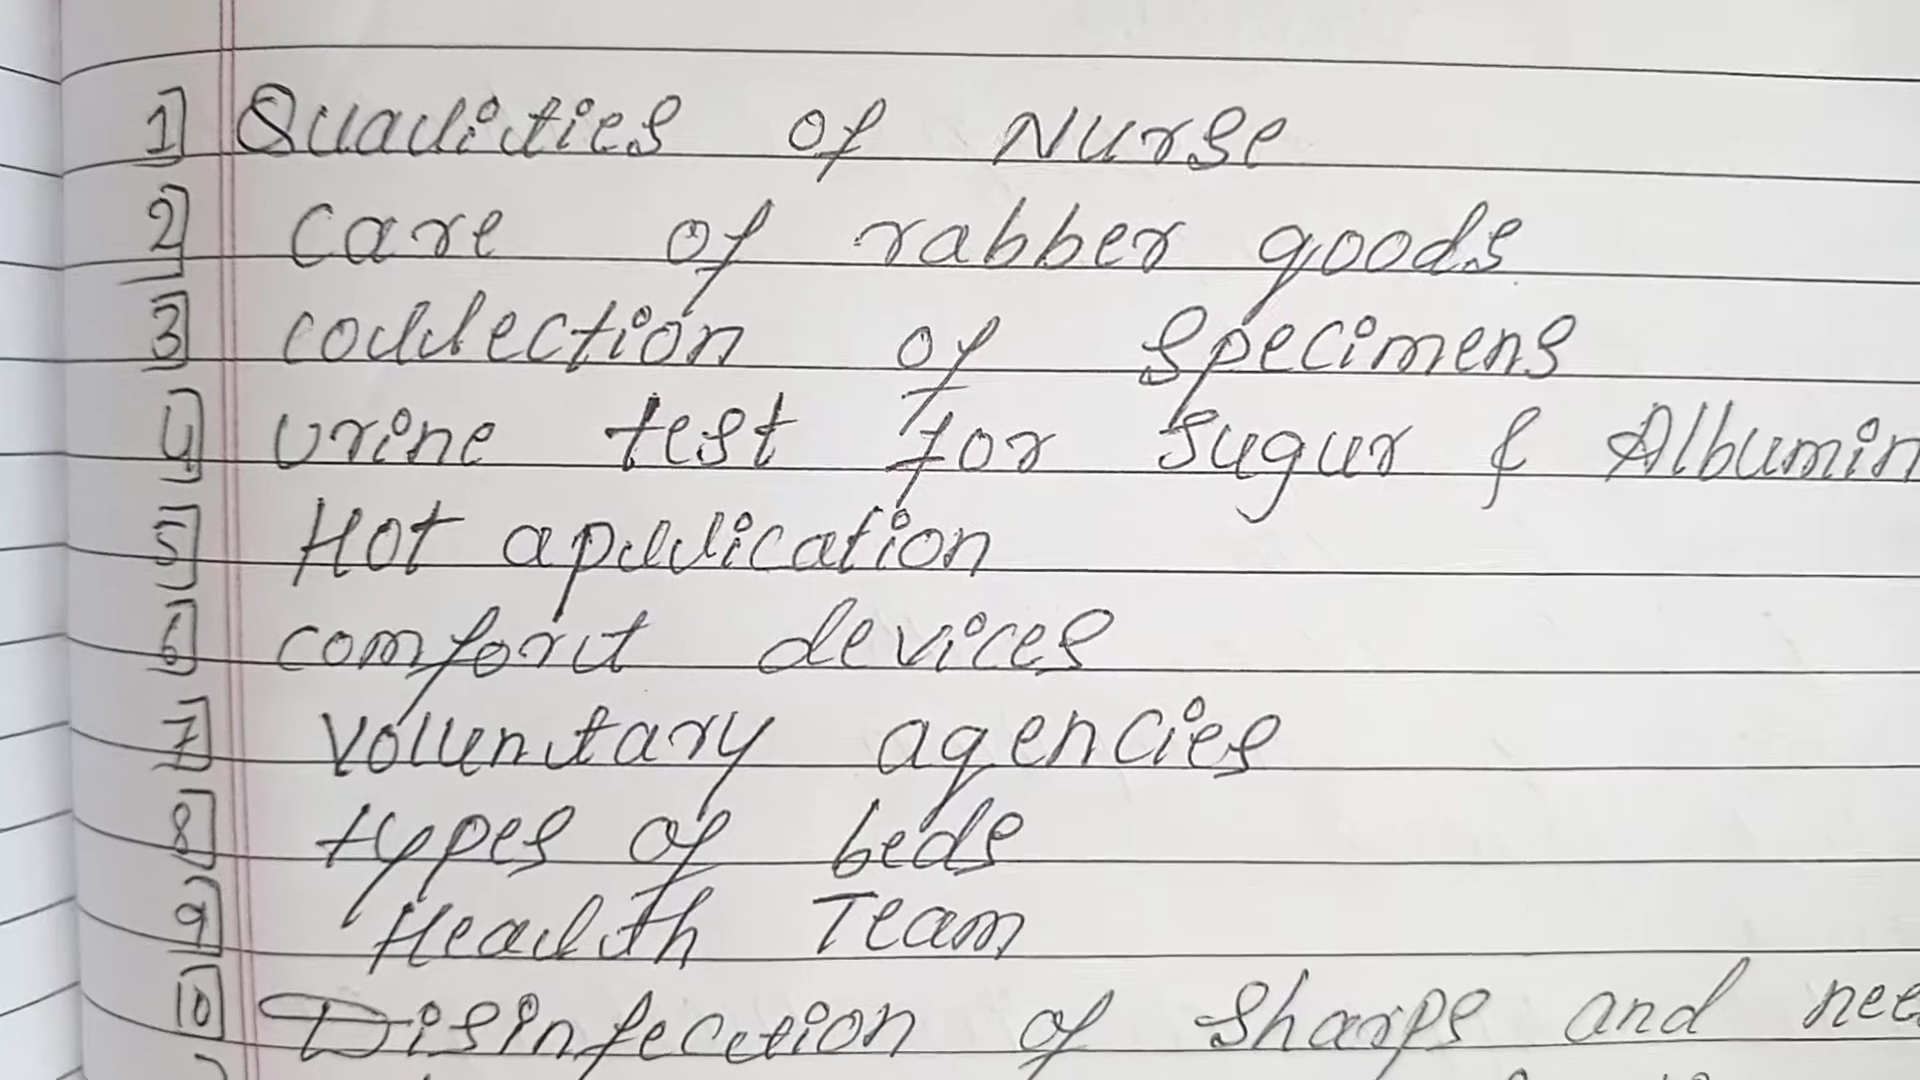 1] Qualities of Nurse
2] care of rabber goods
3] collection of specimens
4] urine test for sugur & Albumin
5] Hot apllication
6] comfort devices
7] Voluntary agencies
8] types of beds
9] Health Team
10] Disinfection of sharps and